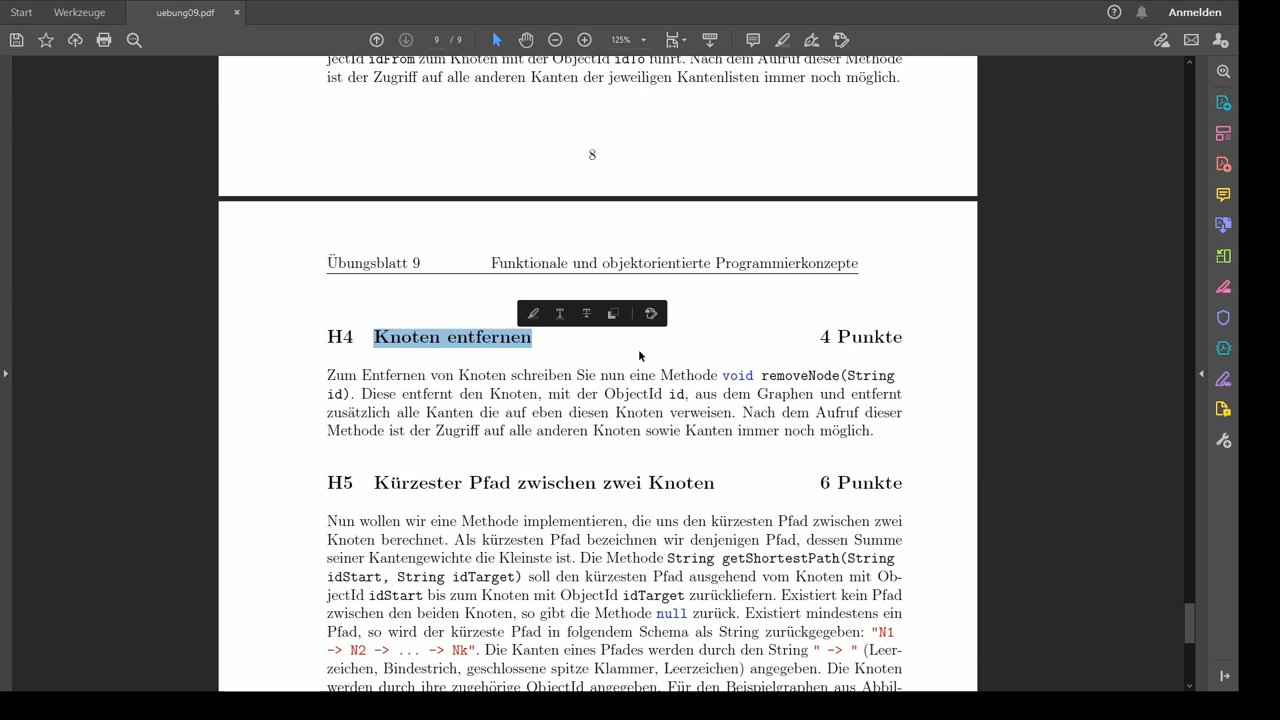 Start Werkzeuge uebung09.pdf × Anmelden
9 / 9 125%
jectId idFrom zum Knoten mit der ObjectId idTo führt. Nach dem Aufruf dieser Methode
ist der Zugriff auf alle anderen Kanten der jeweiligen Kantenlisten immer noch möglich.
8
Übungsblatt 9 Funktionale und objektorientierte Programmierkonzepte
H4 Knoten entfernen 4 Punkte
Zum Entfernen von Knoten schreiben Sie nun eine Methode void removeNode(String
id). Diese entfernt den Knoten, mit der ObjectId id, aus dem Graphen und entfernt
zusätzlich alle Kanten die auf eben diesen Knoten verweisen. Nach dem Aufruf dieser
Methode ist der Zugriff auf alle anderen Knoten sowie Kanten immer noch möglich.
H5 Kürzester Pfad zwischen zwei Knoten 6 Punkte
Nun wollen wir eine Methode implementieren, die uns den kürzesten Pfad zwischen zwei
Knoten berechnet. Als kürzesten Pfad bezeichnen wir denjenigen Pfad, dessen Summe
seiner Kantengewichte die Kleinste ist. Die Methode String getShortestPath(String
idStart, String idTarget) soll den kürzesten Pfad ausgehend vom Knoten mit Ob-
jectId idStart bis zum Knoten mit ObjectId idTarget zurückliefern. Existiert kein Pfad
zwischen den beiden Knoten, so gibt die Methode null zurück. Existiert mindestens ein
Pfad, so wird der kürzeste Pfad in folgendem Schema als String zurückgegeben: "N1
-> N2 -> ... -> Nk". Die Kanten eines Pfades werden durch den String " -> " (Leer-
zeichen, Bindestrich, geschlossene spitze Klammer, Leerzeichen) angegeben. Die Knoten
werden durch ihre zugehörige ObjectId angegeben. Für den Beispielgraphen aus Abbil-